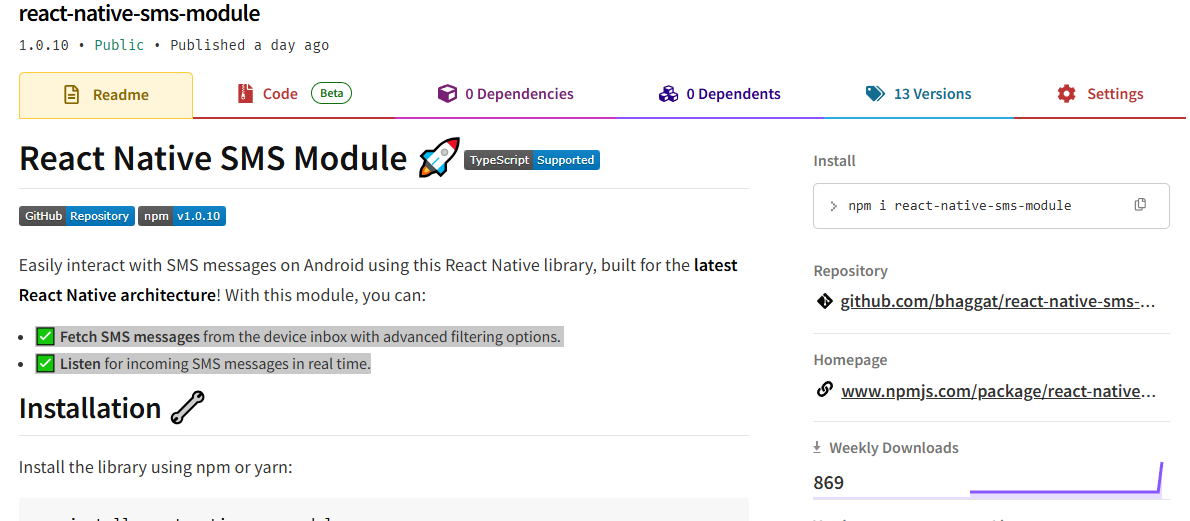 react-native-sms-module
1.0.10 • Public • Published a day ago
Readme
Code Beta
0 Dependencies
0 Dependents
13 Versions
Settings
React Native SMS Module 🚀 TypeScript Supported
GitHub Repository npm v1.0.10
Easily interact with SMS messages on Android using this React Native library, built for the latest
React Native architecture! With this module, you can:
• ✅ Fetch SMS messages from the device inbox with advanced filtering options.
• ✅ Listen for incoming SMS messages in real time.
Installation 🔧
Install the library using npm or yarn:
Install
> npm i react-native-sms-module
Repository
github.com/bhaggat/react-native-sms-...
Homepage
www.npmjs.com/package/react-native...
Weekly Downloads
869